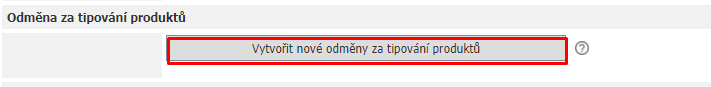 Odměna za tipování produktů
Vytvořit nové odměny za tipování produktů